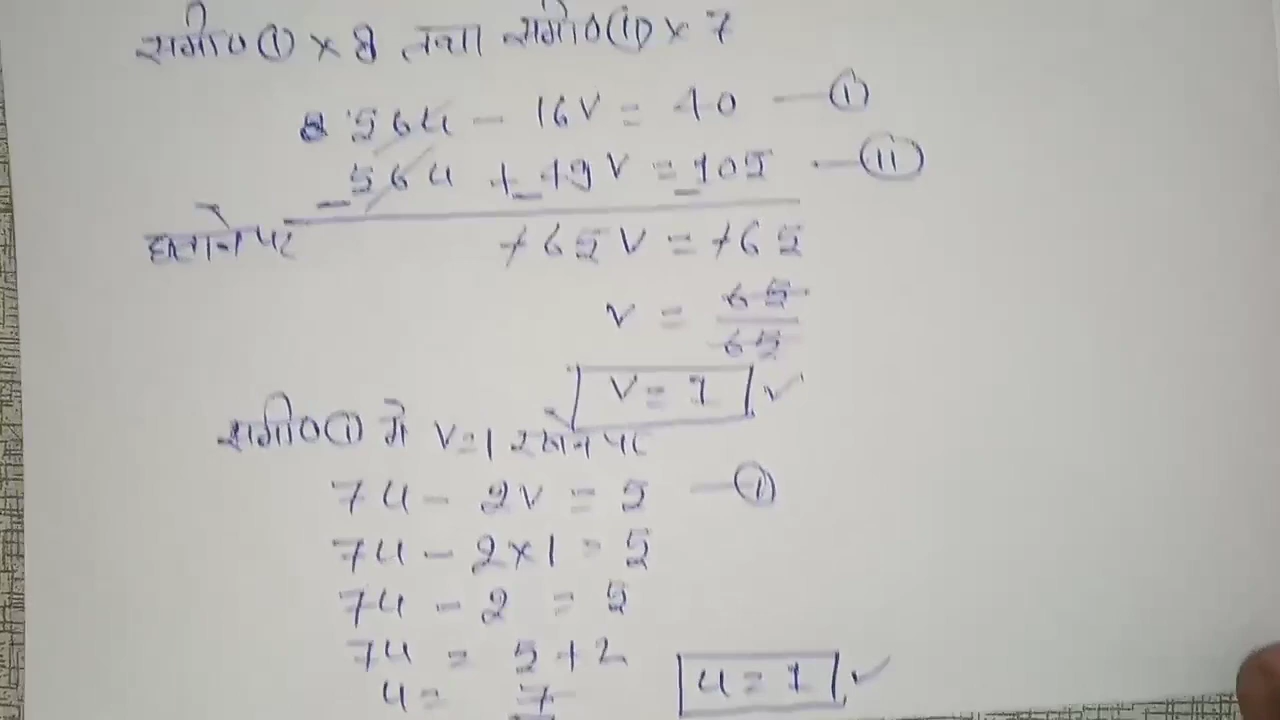 समी० (i) × 8 तथा समी० (ii) × 7
56u - 16v = 40 — (i)
56u + 49v = 105 — (ii)
घटाने पर
+65v = +65
v = 65/65
v = 1 ✓
समी० (i) में v=1 रखने पर
7u - 2v = 5 — (i)
7u - 2×1 = 5
7u - 2 = 5
7u = 5+2
u = 7
u = 1 ✓